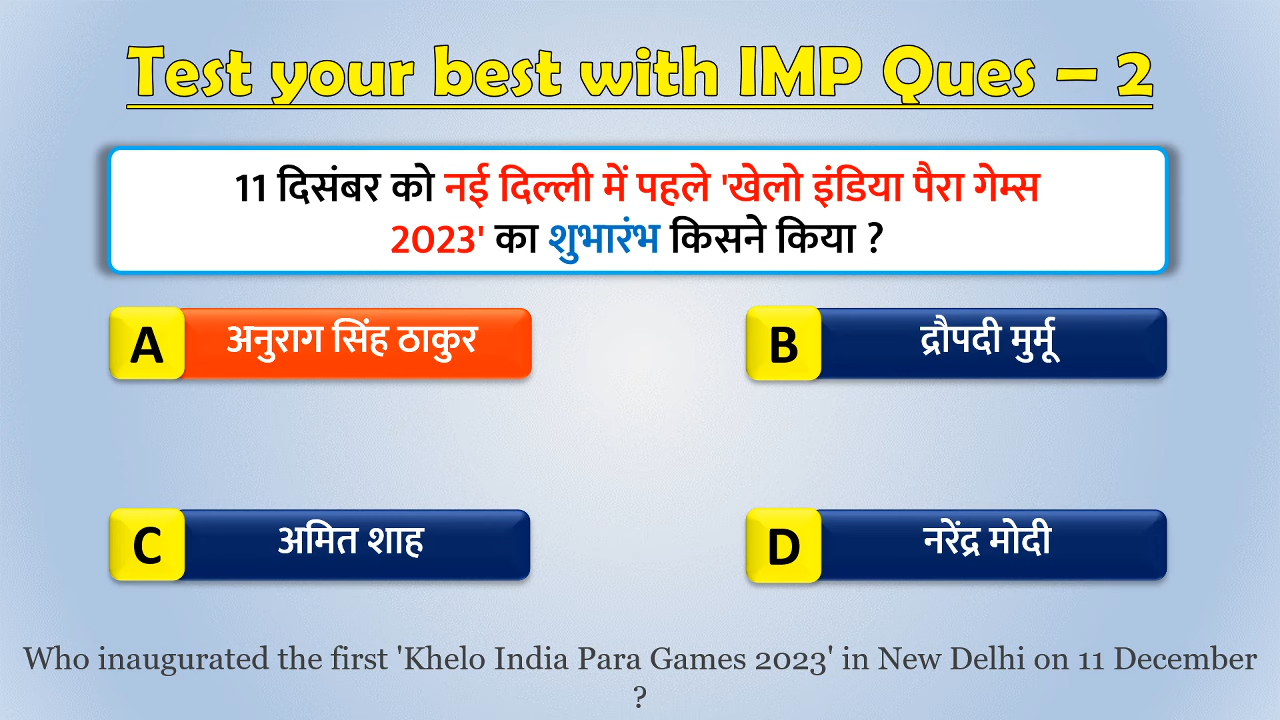 Test your best with IMP Ques – 2
11 दिसंबर को नई दिल्ली में पहले 'खेलो इंडिया पैरा गेम्स
2023' का शुभारंभ किसने किया ?
A अनुराग सिंह ठाकुर
B द्रौपदी मुर्मू
C अमित शाह
D नरेंद्र मोदी
Who inaugurated the first 'Khelo India Para Games 2023' in New Delhi on 11 December
?